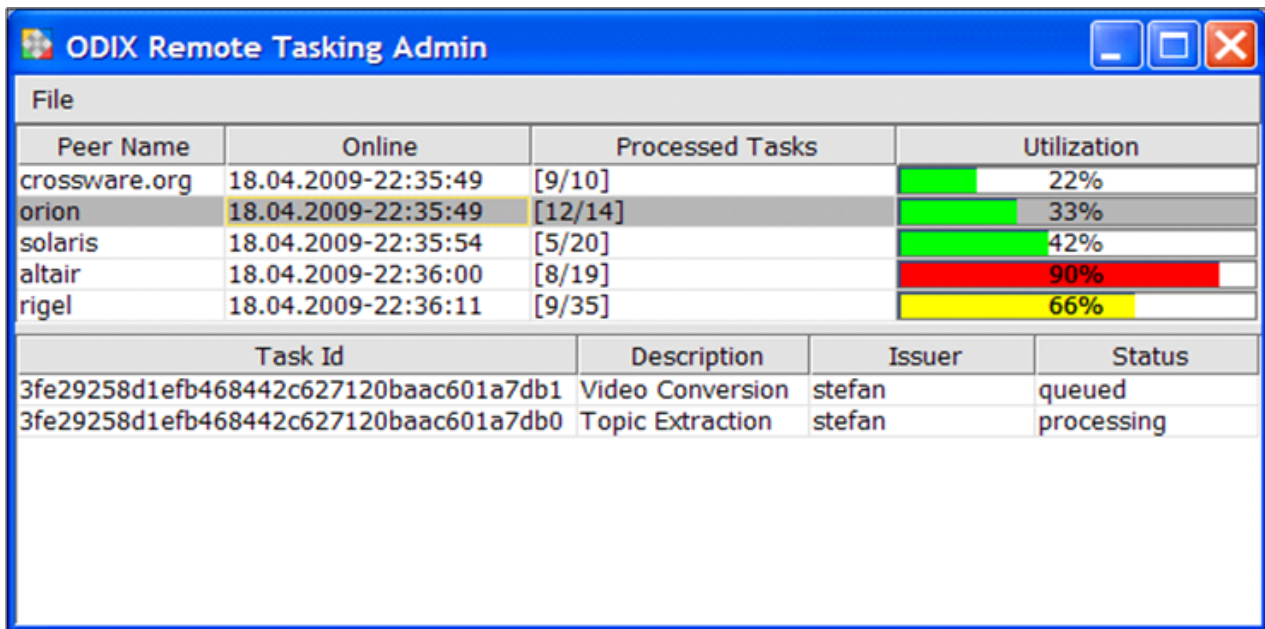 ODIX Remote Tasking Admin
File
Peer Name Online Processed Tasks Utilization
crossware.org 18.04.2009-22:35:49 [9/10] 22%
orion 18.04.2009-22:35:49 [12/14] 33%
solaris 18.04.2009-22:35:54 [5/20] 42%
altair 18.04.2009-22:36:00 [8/19] 90%
rigel 18.04.2009-22:36:11 [9/35] 66%
Task Id Description Issuer Status
3fe29258d1efb468442c627120baac601a7db1 Video Conversion stefan queued
3fe29258d1efb468442c627120baac601a7db0 Topic Extraction stefan processing